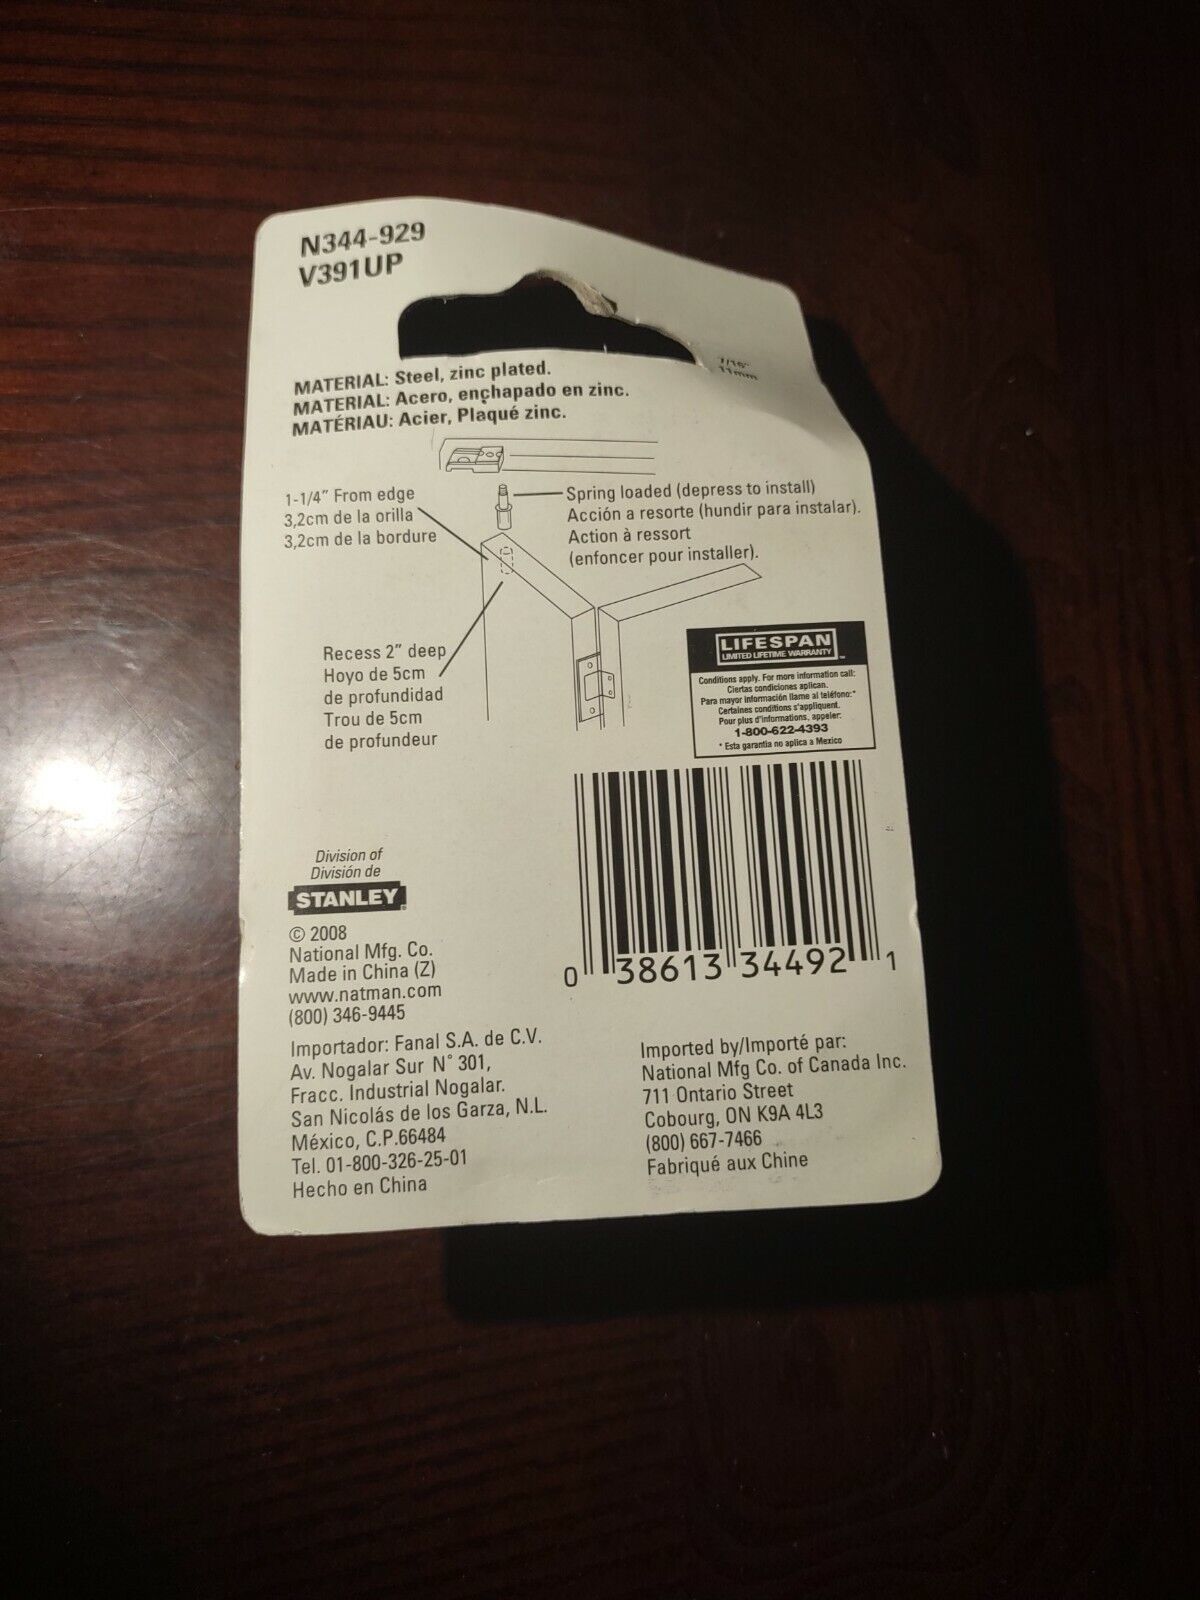 N344-929
V391UP
7/16"
11mm
MATERIAL: Steel, zinc plated.
MATERIAL: Acero, enchapado en zinc.
MATÉRIAU: Acier, Plaqué zinc.
1-1/4" From edge
3,2cm de la orilla
3,2cm de la bordure
Spring loaded (depress to install)
Acción a resorte (hundir para instalar).
Action à ressort
(enfoncer pour installer).
Recess 2" deep
Hoyo de 5cm
de profundidad
Trou de 5cm
de profondeur
LIFESPAN
LIMITED LIFETIME WARRANTY ™
Conditions apply. For more information call:
Ciertas condiciones aplican.
Para mayor información llame al teléfono:*
Certaines conditions s'appliquent.
Pour plus d'informations, appeler:
1-800-622-4393
* Esta garantia no aplica a Mexico
Division of
División de
STANLEY®
© 2008
National Mfg. Co.
Made in China (Z)
www.natman.com
(800) 346-9445
0 38613 34492 1
Importador: Fanal S.A. de C.V.
Av. Nogalar Sur N° 301,
Fracc. Industrial Nogalar.
San Nicolás de los Garza, N.L.
México, C.P.66484
Tel. 01-800-326-25-01
Hecho en China
Imported by/Importé par:
National Mfg Co. of Canada Inc.
711 Ontario Street
Cobourg, ON K9A 4L3
(800) 667-7466
Fabriqué aux Chine